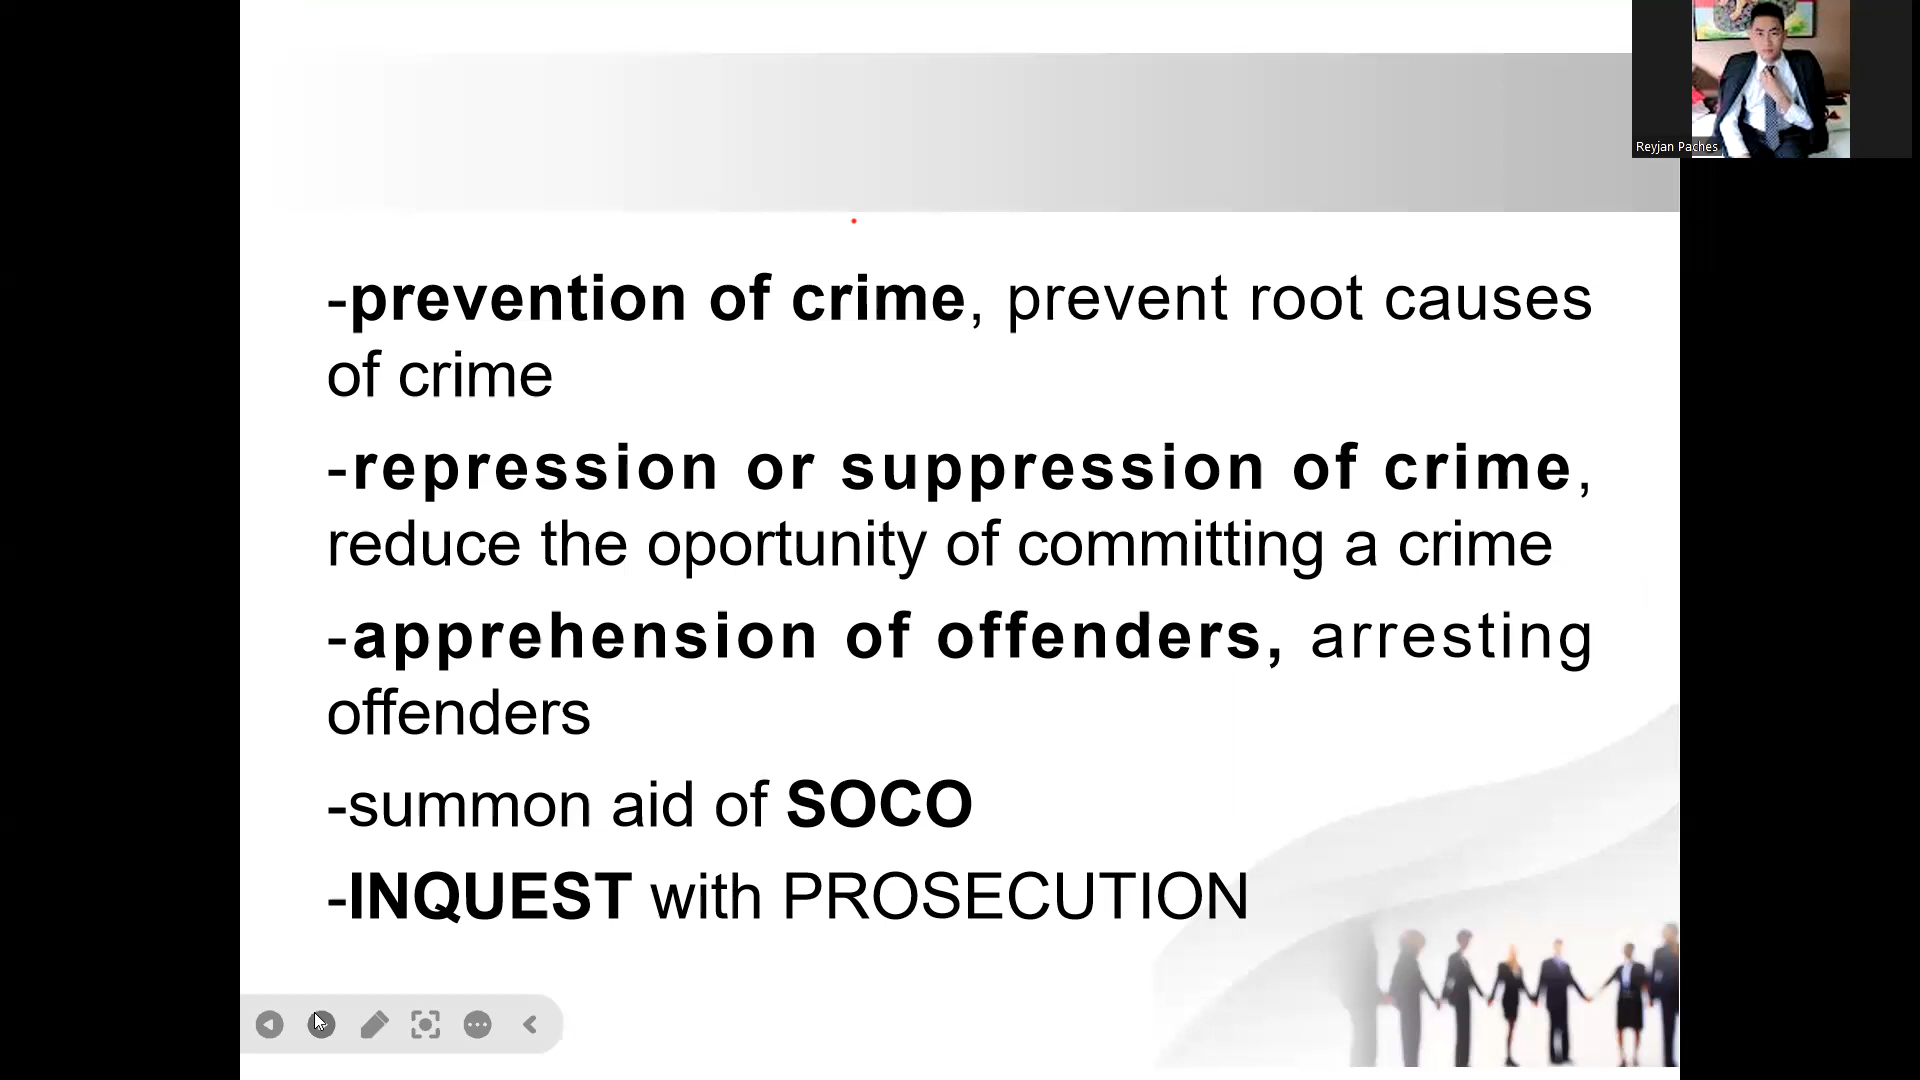 Reyjan Paches
-prevention of crime, prevent root causes
of crime
-repression or suppression of crime,
reduce the oportunity of committing a crime
-apprehension of offenders, arresting
offenders
-summon aid of SOCO
-INQUEST with PROSECUTION